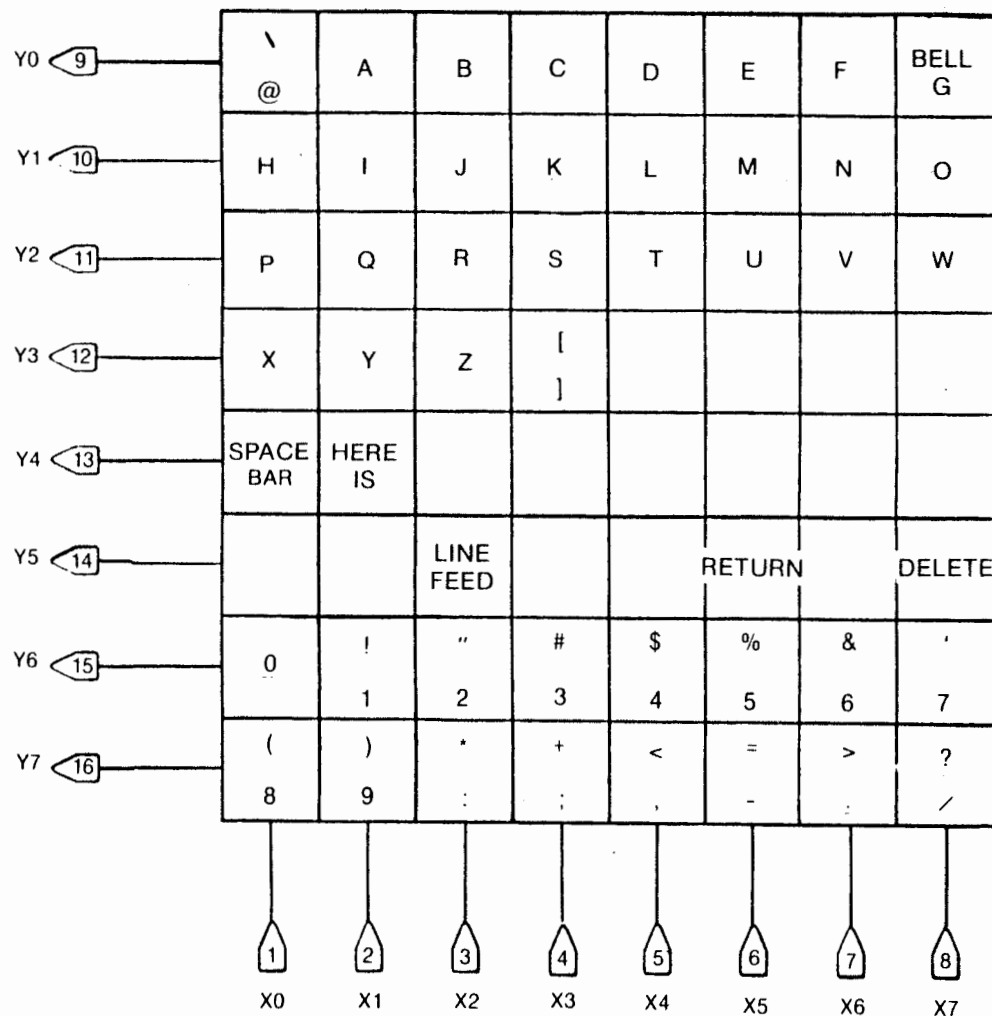 Y0 9 \ A B C D E F BELL
@ G
Y1 10 H I J K L M N O
Y2 11 P Q R S T U V W
Y3 12 X Y Z [
]
Y4 13 SPACE HERE
BAR IS
Y5 14 LINE RETURN DELETE
FEED
Y6 15 0 ! " # $ % & '
1 2 3 4 5 6 7
Y7 16 ( ) * + < = > ?
8 9 : ; , - . /
1 2 3 4 5 6 7 8
X0 X1 X2 X3 X4 X5 X6 X7